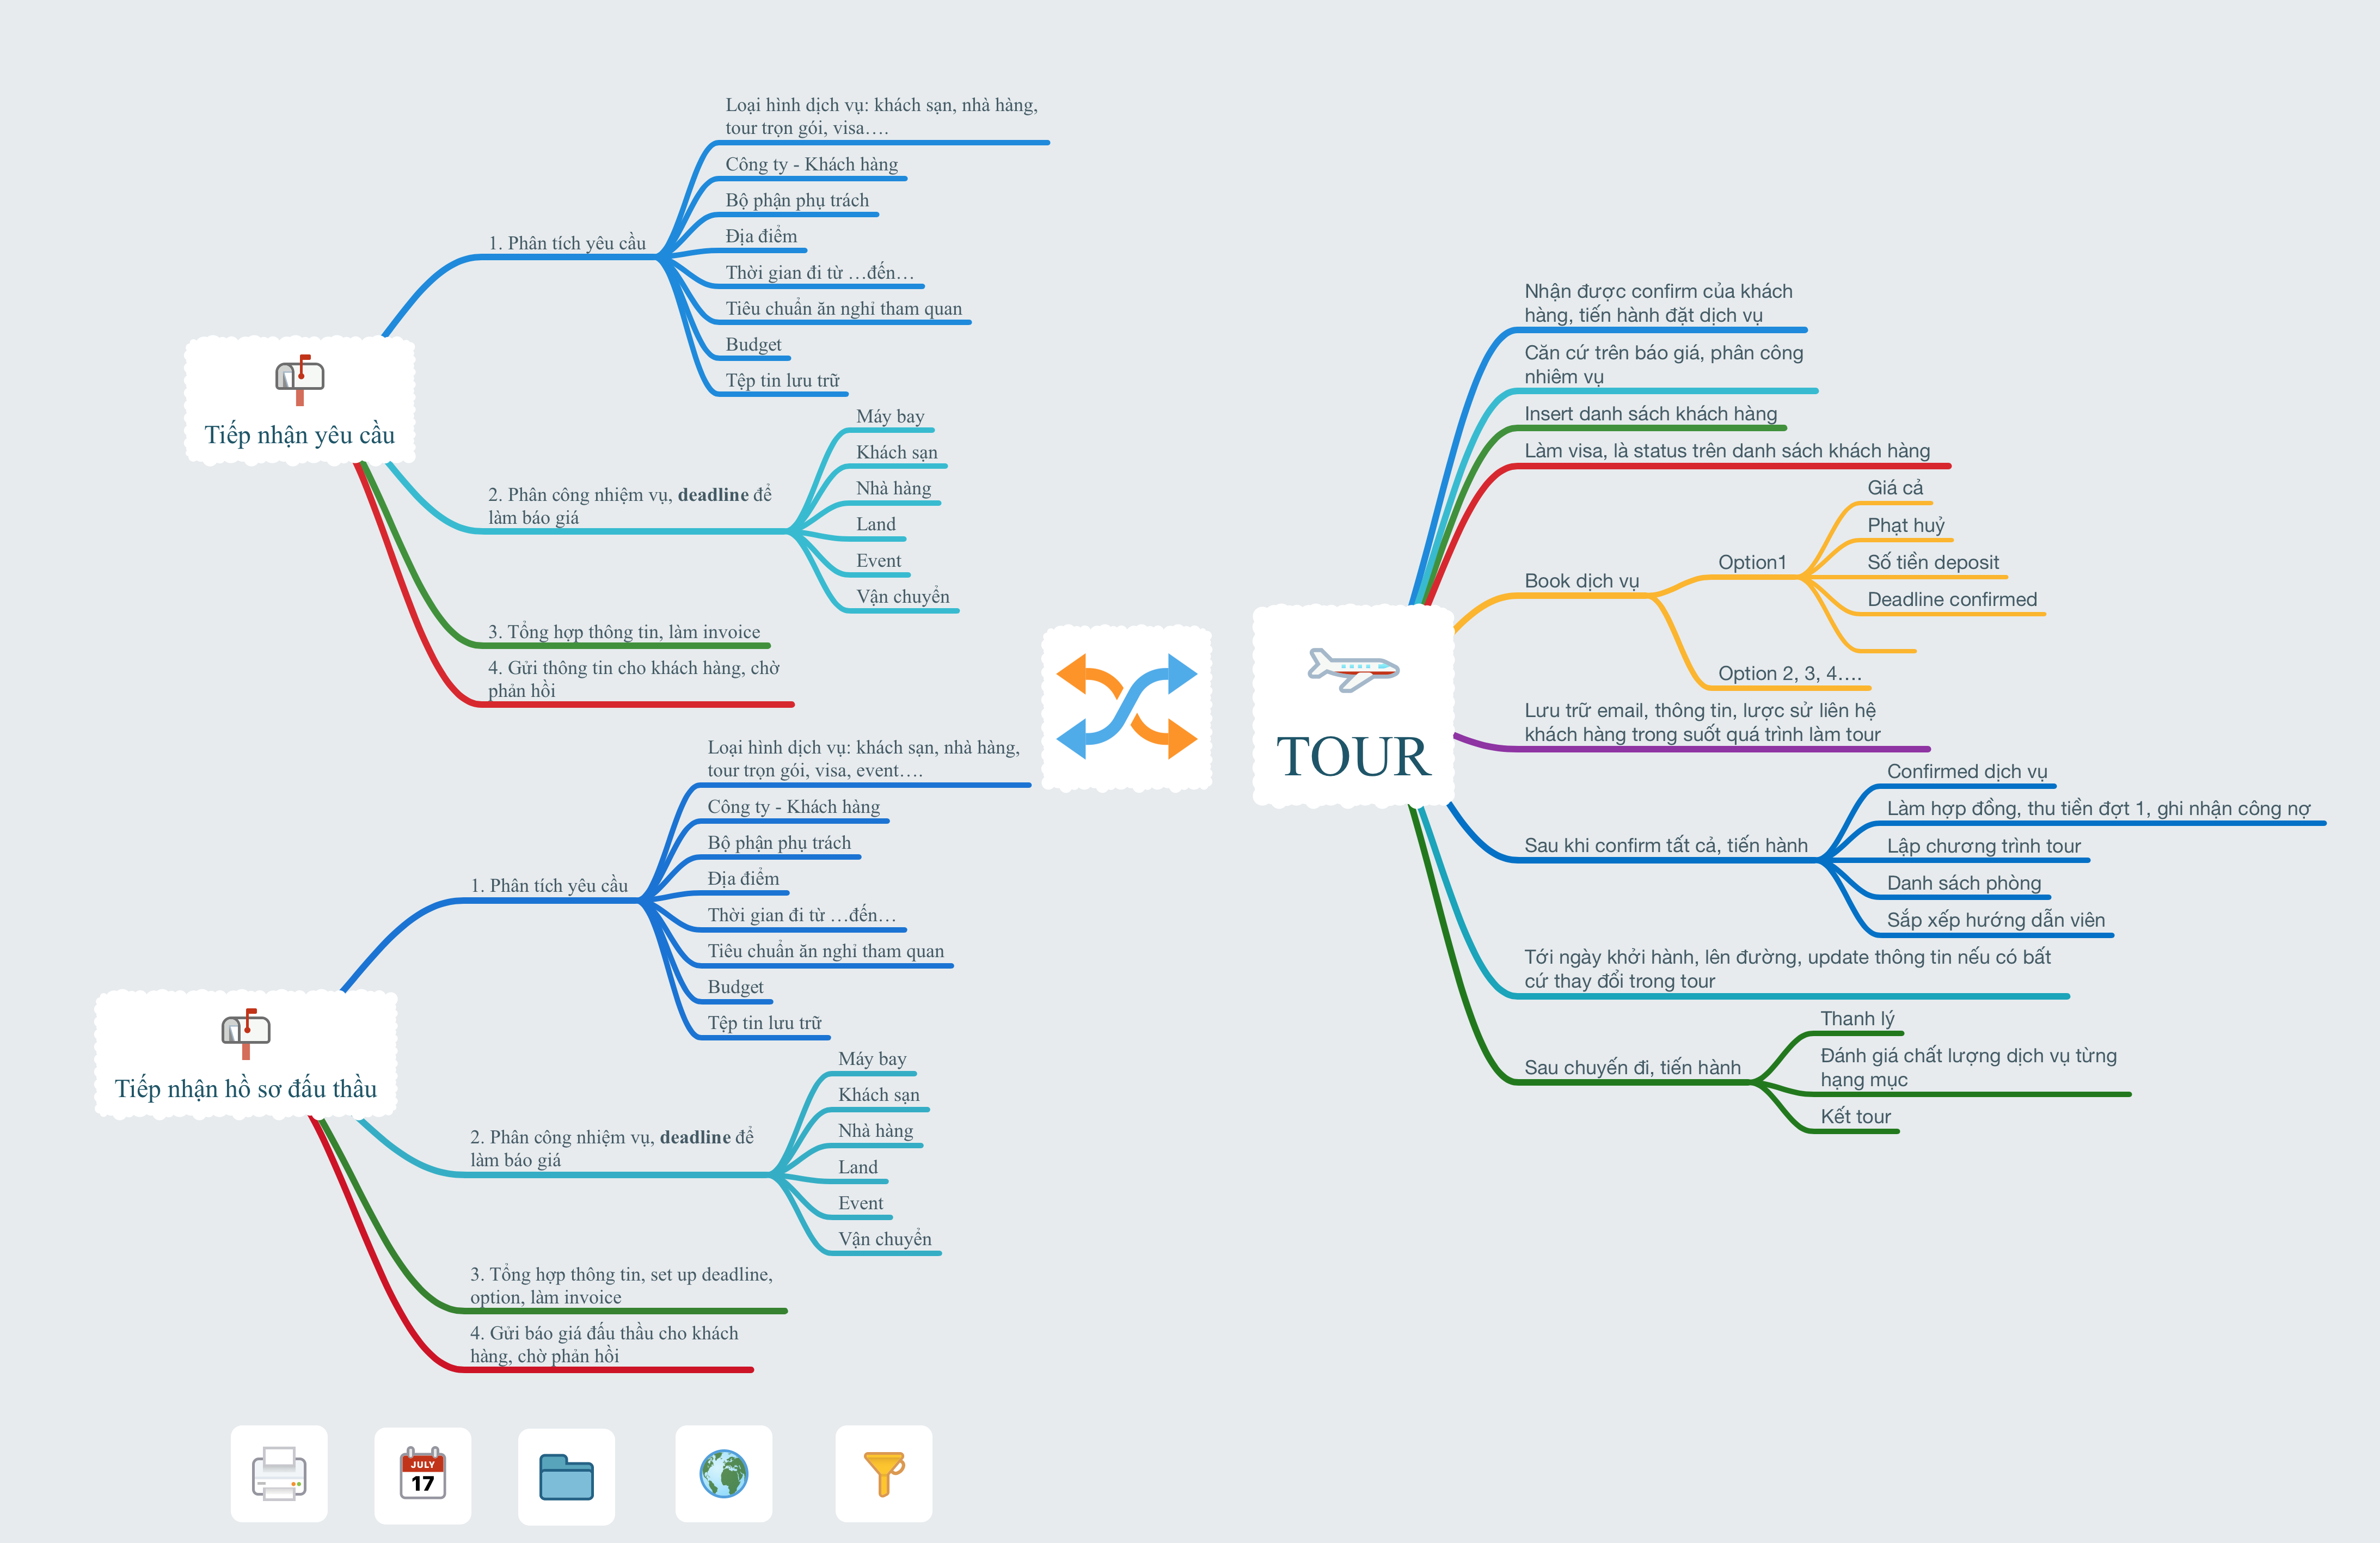 Loại hình dịch vụ: khách sạn, nhà hàng,
tour trọn gói, visa….
Công ty - Khách hàng
Bộ phận phụ trách
Địa điểm
1. Phân tích yêu cầu
Thời gian đi từ …đến…
Tiêu chuẩn ăn nghỉ tham quan
Budget
Tệp tin lưu trữ
Tiếp nhận yêu cầu
Máy bay
Khách sạn
Nhà hàng
2. Phân công nhiệm vụ, deadline để
làm báo giá
Land
Event
Vận chuyển
3. Tổng hợp thông tin, làm invoice
4. Gửi thông tin cho khách hàng, chờ
phản hồi
Loại hình dịch vụ: khách sạn, nhà hàng,
tour trọn gói, visa, event….
Công ty - Khách hàng
Bộ phận phụ trách
Địa điểm
1. Phân tích yêu cầu
Thời gian đi từ …đến…
Tiêu chuẩn ăn nghỉ tham quan
Budget
Tệp tin lưu trữ
Tiếp nhận hồ sơ đấu thầu
Máy bay
Khách sạn
Nhà hàng
2. Phân công nhiệm vụ, deadline để
làm báo giá
Land
Event
Vận chuyển
3. Tổng hợp thông tin, set up deadline,
option, làm invoice
4. Gửi báo giá đấu thầu cho khách
hàng, chờ phản hồi
JULY
17
TOUR
Nhận được confirm của khách
hàng, tiến hành đặt dịch vụ
Căn cứ trên báo giá, phân công
nhiêm vụ
Insert danh sách khách hàng
Làm visa, là status trên danh sách khách hàng
Book dịch vụ
Option1
Giá cả
Phạt huỷ
Số tiền deposit
Deadline confirmed
Option 2, 3, 4….
Lưu trữ email, thông tin, lược sử liên hệ
khách hàng trong suốt quá trình làm tour
Sau khi confirm tất cả, tiến hành
Confirmed dịch vụ
Làm hợp đồng, thu tiền đợt 1, ghi nhận công nợ
Lập chương trình tour
Danh sách phòng
Sắp xếp hướng dẫn viên
Tới ngày khởi hành, lên đường, update thông tin nếu có bất
cứ thay đổi trong tour
Sau chuyến đi, tiến hành
Thanh lý
Đánh giá chất lượng dịch vụ từng
hạng mục
Kết tour